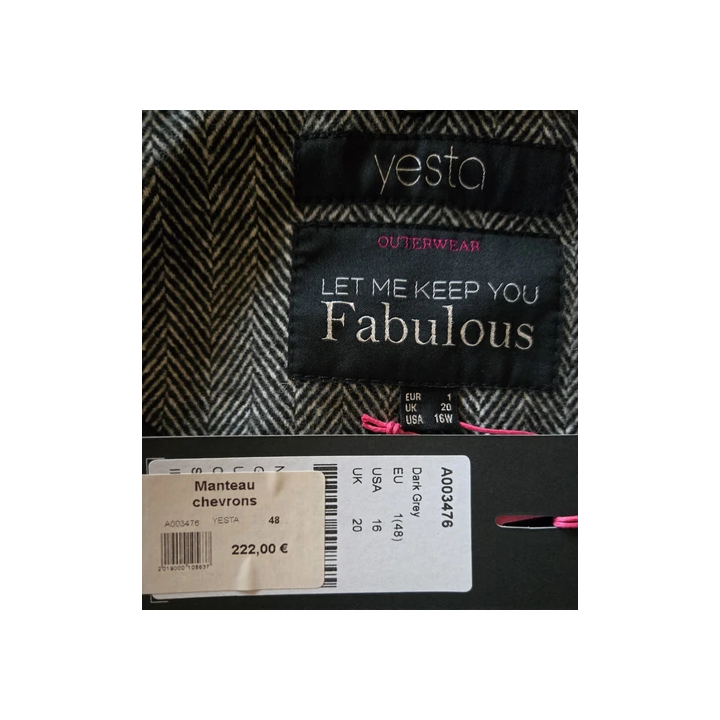 yesta
OUTERWEAR
LET ME KEEP YOU
Fabulous
EUR 1
UK 20
USA 16W
A003476
Dark Grey
EU 1(48)
USA 16
UK 20
Manteau
chevrons
A003476 YESTA 48
222,00 €
2019000108637